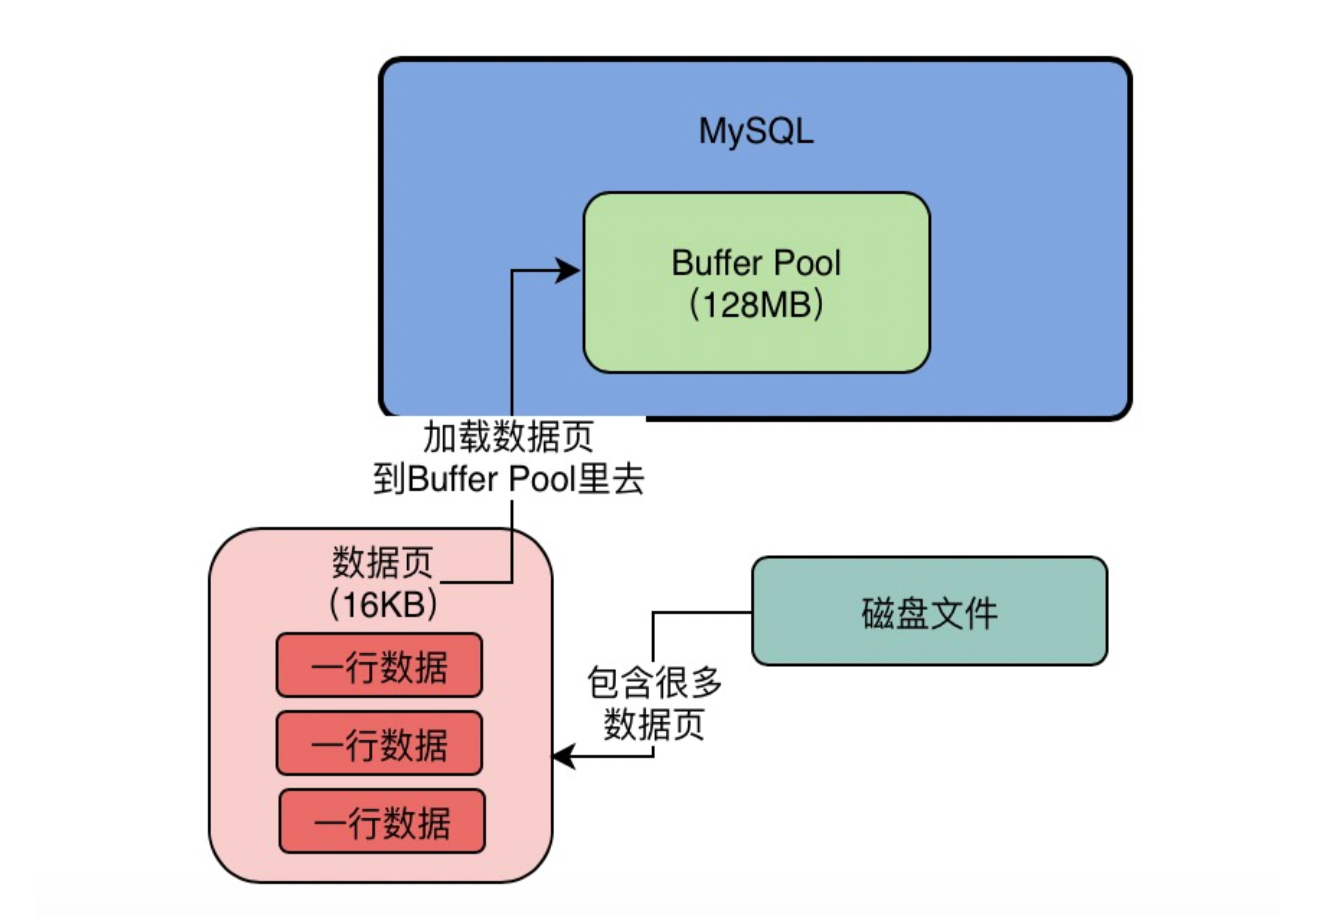 MySQL
Buffer Pool
(128MB)
加载数据页
到Buffer Pool里去
数据页
(16KB)
一行数据
一行数据
一行数据
磁盘文件
包含很多
数据页